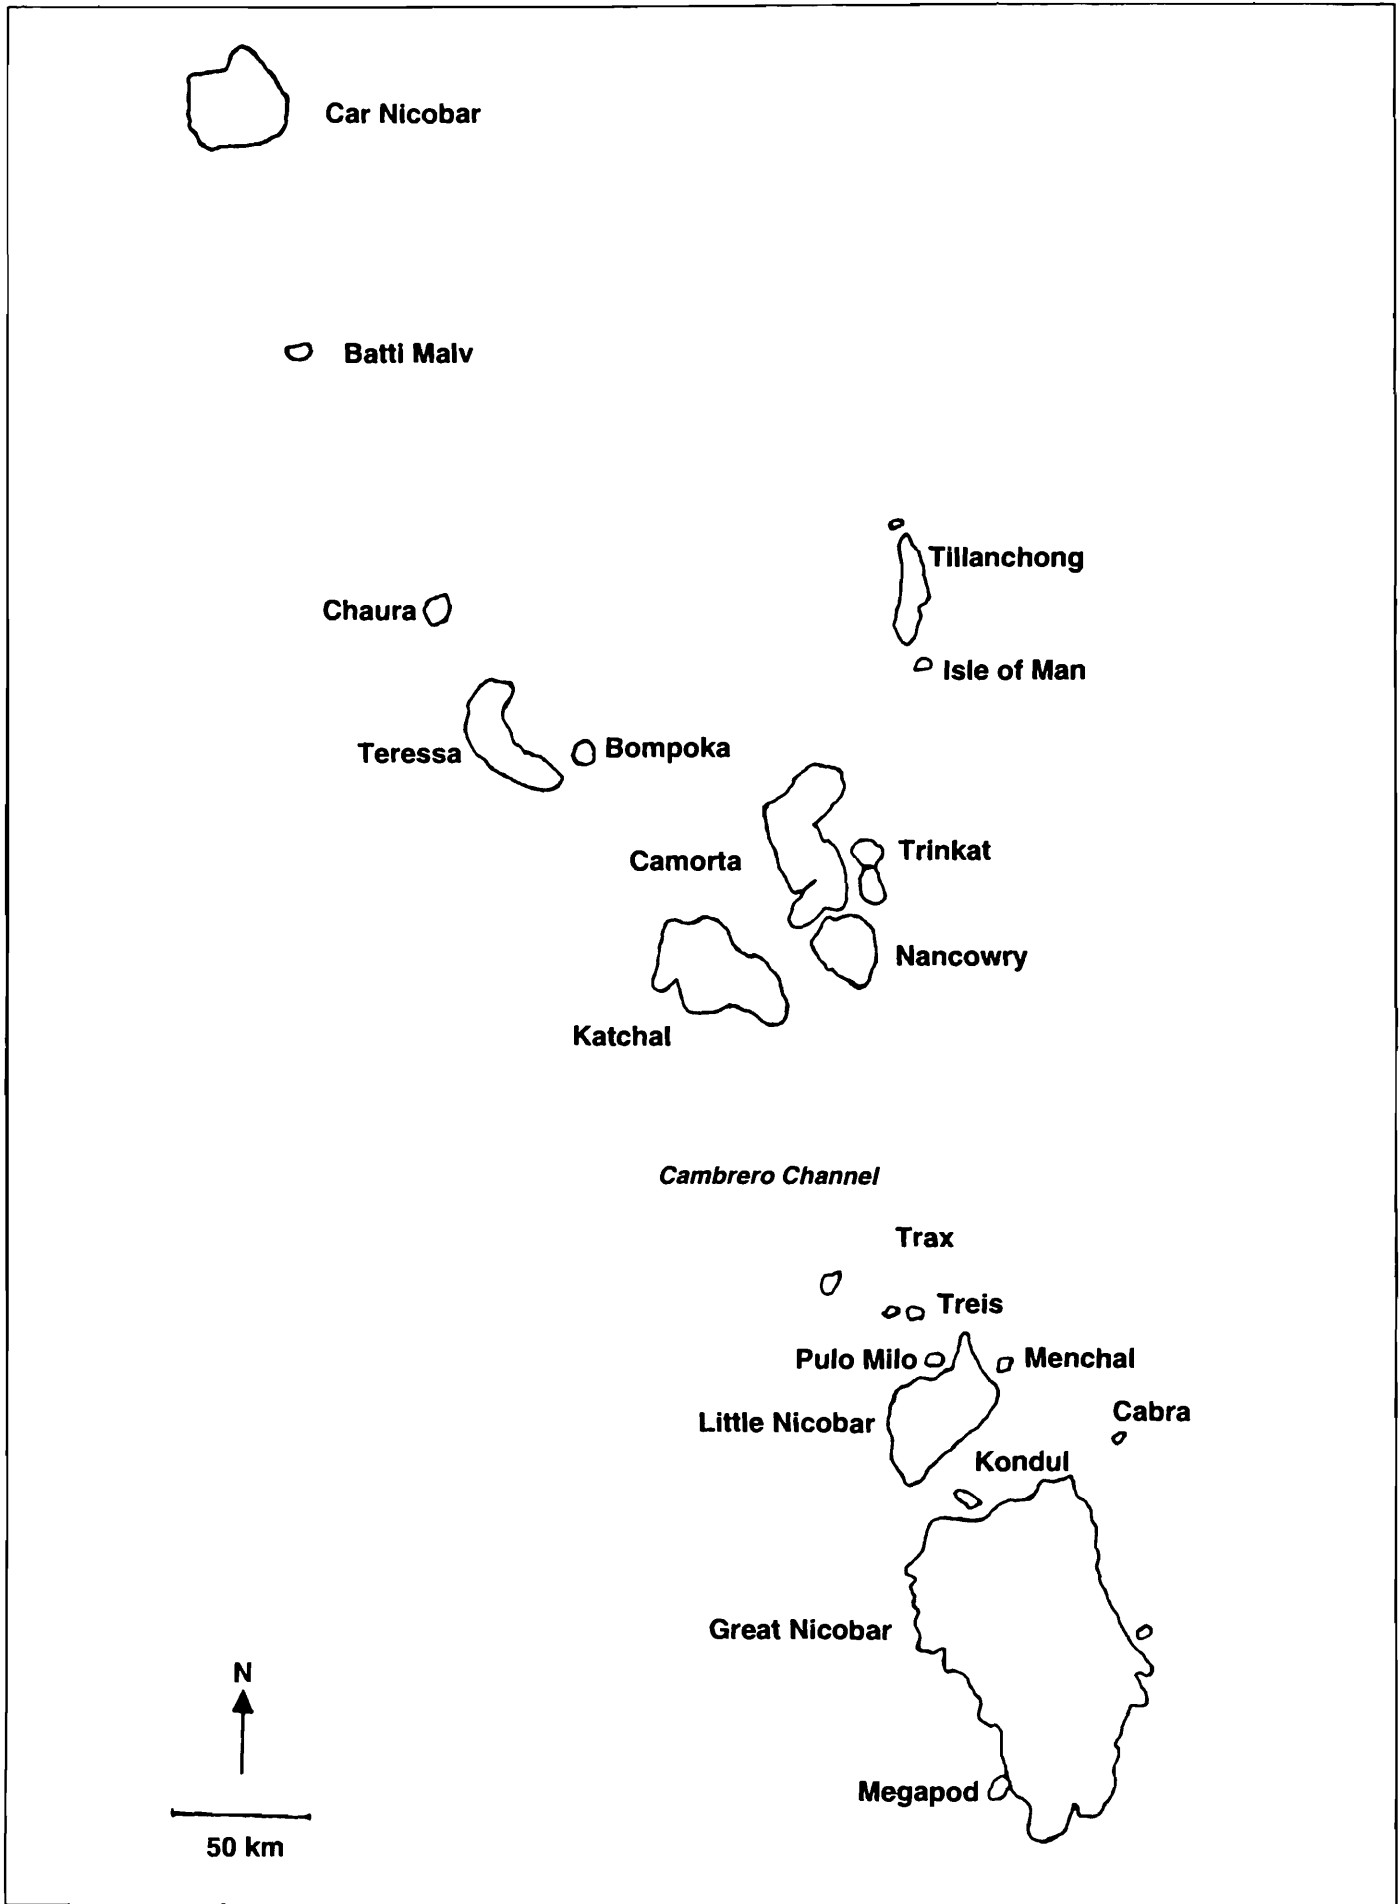 Car Nicobar
Batti Malv
Tillanchong
Chaura
Isle of Man
Teressa
Bompoka
Camorta
Trinkat
Nancowry
Katchal
Cambrero Channel
Trax
Treis
Pulo Milo
Menchal
Cabra
Little Nicobar
Kondul
Great Nicobar
N
Megapod
50 km